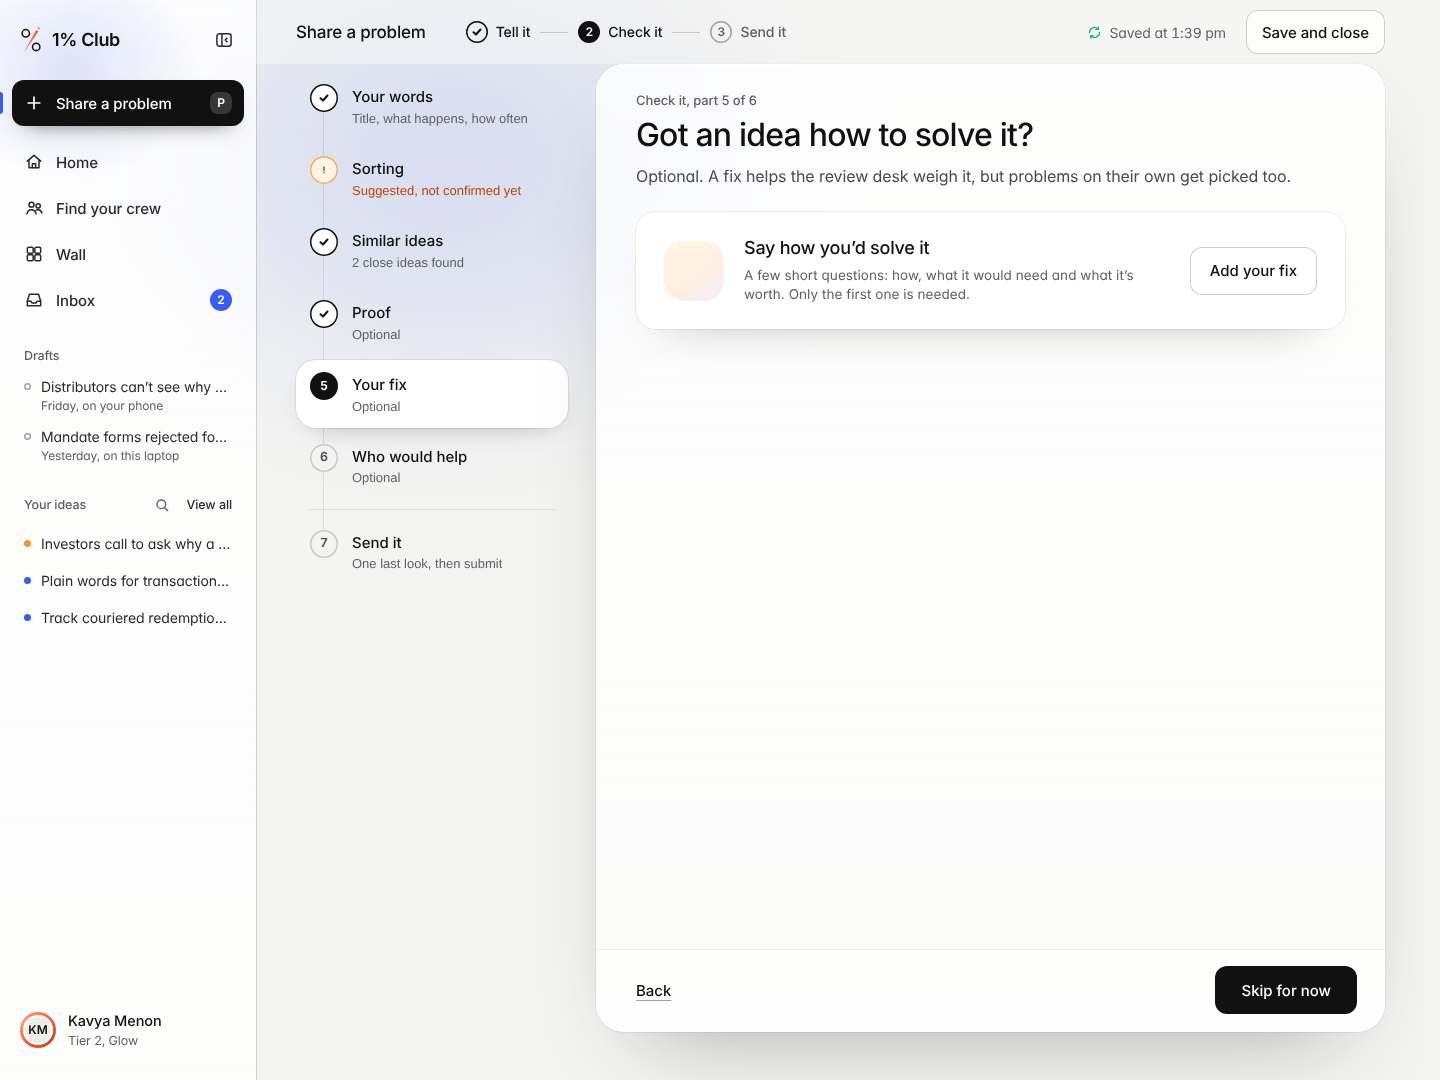 1% Club
Share a problem P
Home
Find your crew
Wall
Inbox 2
Drafts
Distributors can’t see why ...
Friday, on your phone
Mandate forms rejected fo...
Yesterday, on this laptop
Your ideas View all
Investors call to ask why a ...
Plain words for transaction...
Track couriered redemptio...
KM
Kavya Menon
Tier 2, Glow
Share a problem Tell it 2 Check it 3 Send it
Saved at 1:39 pm Save and close
Your words
Title, what happens, how often
! Sorting
Suggested, not confirmed yet
Similar ideas
2 close ideas found
Proof
Optional
5 Your fix
Optional
6 Who would help
Optional
7 Send it
One last look, then submit
Check it, part 5 of 6
Got an idea how to solve it?
Optional. A fix helps the review desk weigh it, but problems on their own get picked too.
Say how you’d solve it
A few short questions: how, what it would need and what it’s
worth. Only the first one is needed.
Add your fix
Back
Skip for now